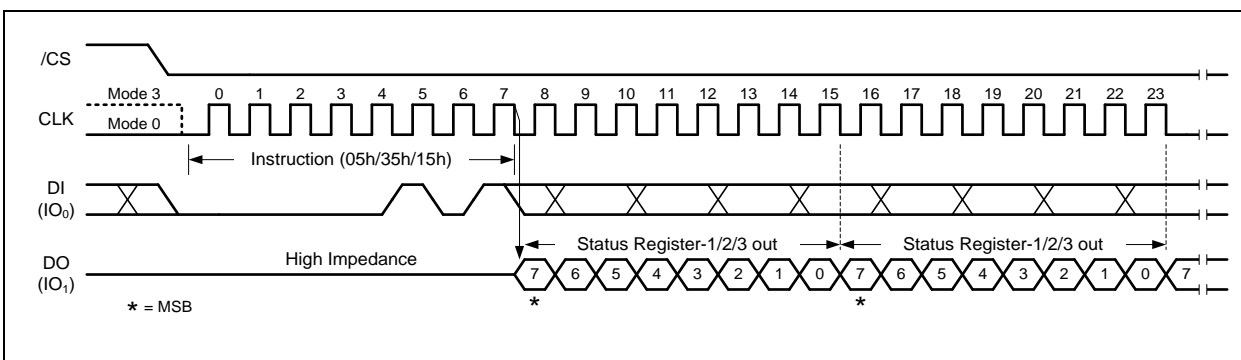 /CS
Mode 3
0 1 2 3 4 5 6 7 8 9 10 11 12 13 14 15 16 17 18 19 20 21 22 23
CLK
Mode 0
Instruction (05h/35h/15h)
DI
(IO₀)
Status Register-1/2/3 out Status Register-1/2/3 out
High Impedance
DO
(IO₁)
7 6 5 4 3 2 1 0 7 6 5 4 3 2 1 0 7
* *
* = MSB